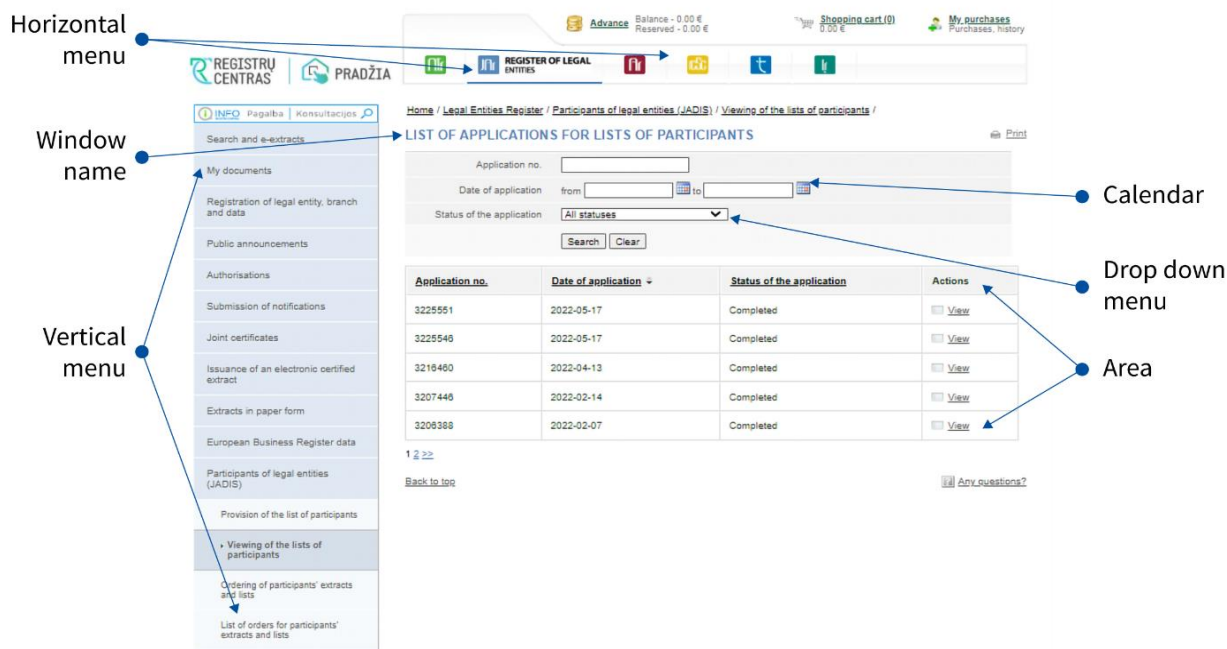 Horizontal
menu
Advance
Balance - 0.00 €
Reserved - 0.00 €
Shopping cart (0)
0.00 €
My purchases
Purchases, history
REGISTRŲ
CENTRAS
PRADŽIA
REGISTER OF LEGAL
ENTITIES
INFO Pagalba | Konsultacijos
Home / Legal Entities Register / Participants of legal entities (JADIS) / Viewing of the lists of participants /
Window
name
LIST OF APPLICATIONS FOR LISTS OF PARTICIPANTS
Print
Search and e-extracts
My documents
Registration of legal entity, branch
and data
Public announcements
Authorisations
Submission of notifications
Joint certificates
Issuance of an electronic certified
extract
Extracts in paper form
European Business Register data
Participants of legal entities
(JADIS)
Provision of the list of participants
Viewing of the lists of
participants
Ordering of participants' extracts
and lists
List of orders for participants'
extracts and lists
Vertical
menu
Application no.
Date of application from to
Status of the application All statuses
Search Clear
Calendar
Drop down
menu
Area
Application no. Date of application Status of the application Actions
3225551 2022-05-17 Completed View
3225546 2022-05-17 Completed View
3216460 2022-04-13 Completed View
3207446 2022-02-14 Completed View
3206388 2022-02-07 Completed View
1 2 >>
Back to top
Any questions?